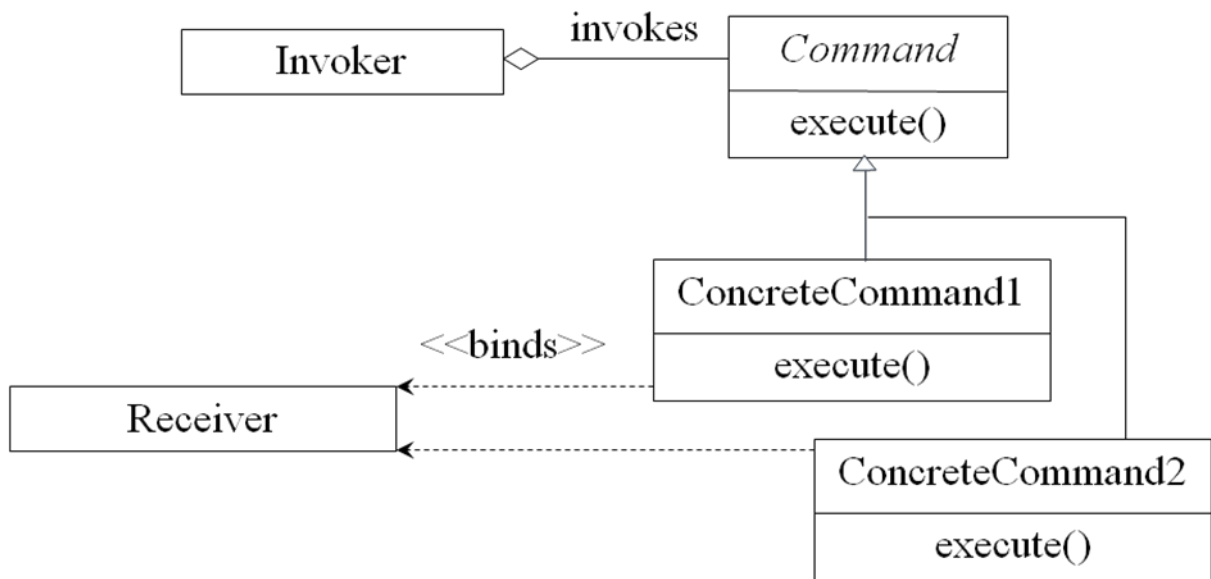 Invoker
invokes
Command
execute()
ConcreteCommand1
execute()
<<binds>>
Receiver
ConcreteCommand2
execute()